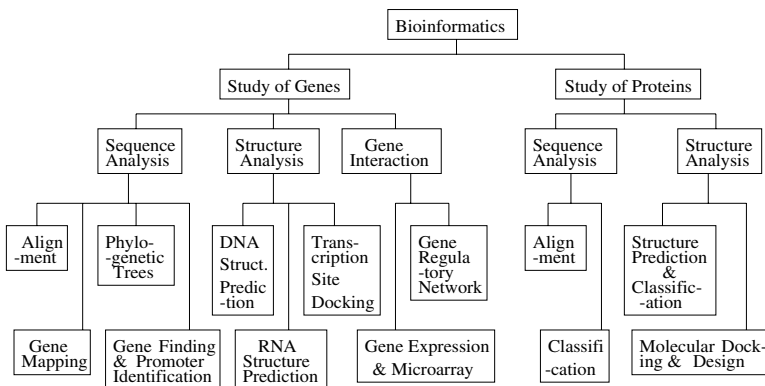 Bioinformatics
Study of Genes
Study of Proteins
Sequence
Analysis
Structure
Analysis
Gene
Interaction
Sequence
Analysis
Structure
Analysis
Align
-ment
Phylo-
-genetic
Trees
DNA
Struct.
Predic-
-tion
Trans-
-cription
Site
Docking
Gene
Regula
-tory
Network
Align
-ment
Structure
Prediction
&
Classific-
-ation
Gene
Mapping
Gene Finding
& Promoter
Identification
RNA
Structure
Prediction
Gene Expression
& Microarray
Classifi
-cation
Molecular Dock-
ing & Design